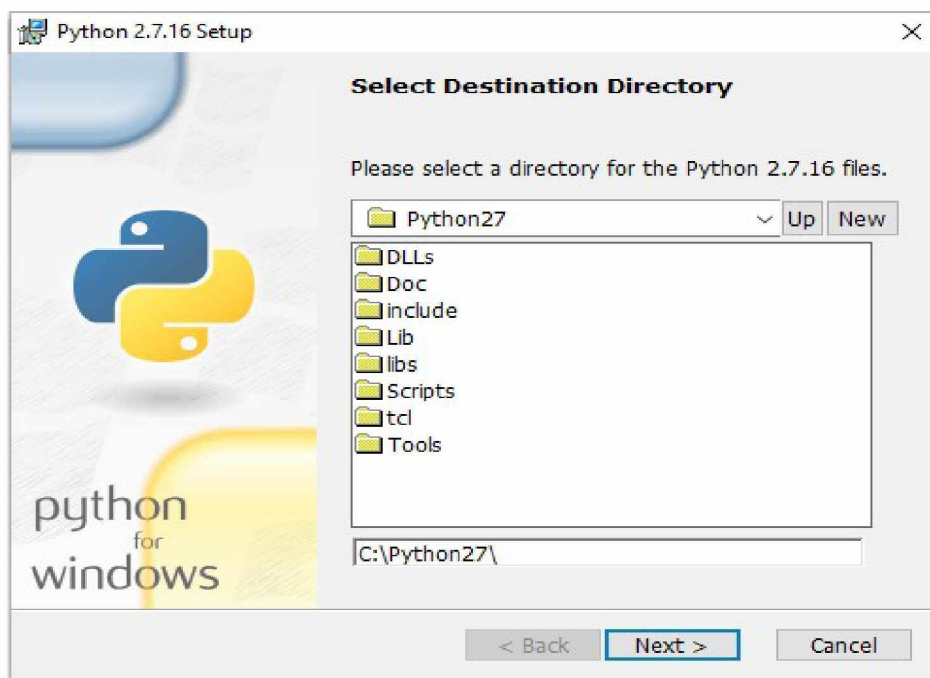 Python 2.7.16 Setup
Select Destination Directory
Please select a directory for the Python 2.7.16 files.
Python27
Up
New
DLLs
Doc
include
Lib
libs
Scripts
tcl
Tools
C:\Python27\
python
for
windows
< Back
Next >
Cancel